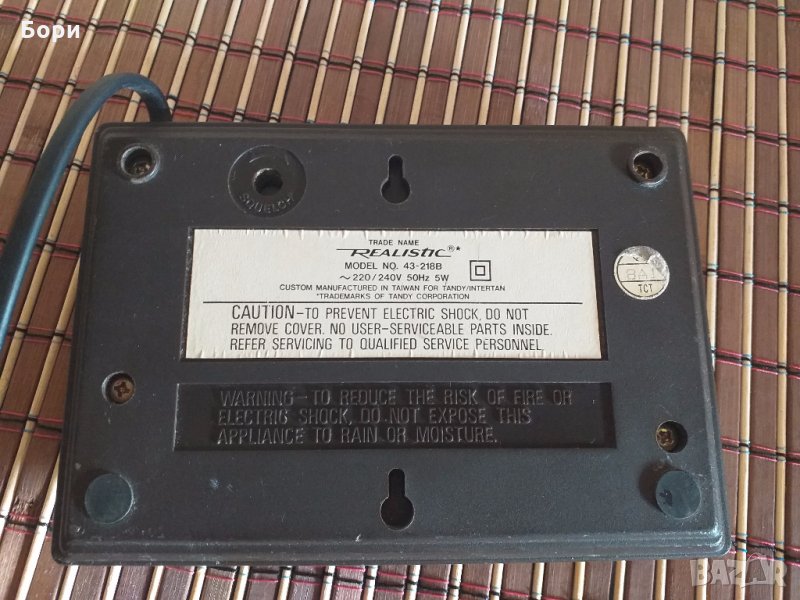 Бори
SQUELCH
TRADE NAME
REALISTIC®*
MODEL NO. 43-218B
~ 220/240V 50Hz 5W
CUSTOM MANUFACTURED IN TAIWAN FOR TANDY/INTERTAN
*TRADEMARKS OF TANDY CORPORATION
CAUTION–TO PREVENT ELECTRIC SHOCK, DO NOT
REMOVE COVER. NO USER-SERVICEABLE PARTS INSIDE.
REFER SERVICING TO QUALIFIED SERVICE PERSONNEL.
8A1
TCT
WARNING–TO REDUCE THE RISK OF FIRE OR
ELECTRIC SHOCK, DO NOT EXPOSE THIS
APPLIANCE TO RAIN OR MOISTURE.
BAZAR